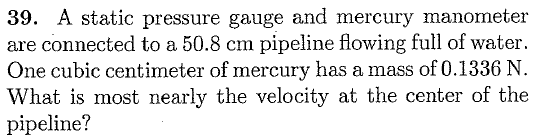 39. A static pressure gauge and mercury manometer
are connected to a 50.8 cm pipeline flowing full of water.
One cubic centimeter of mercury has a mass of 0.1336 N.
What is most nearly the velocity at the center of the
pipeline?